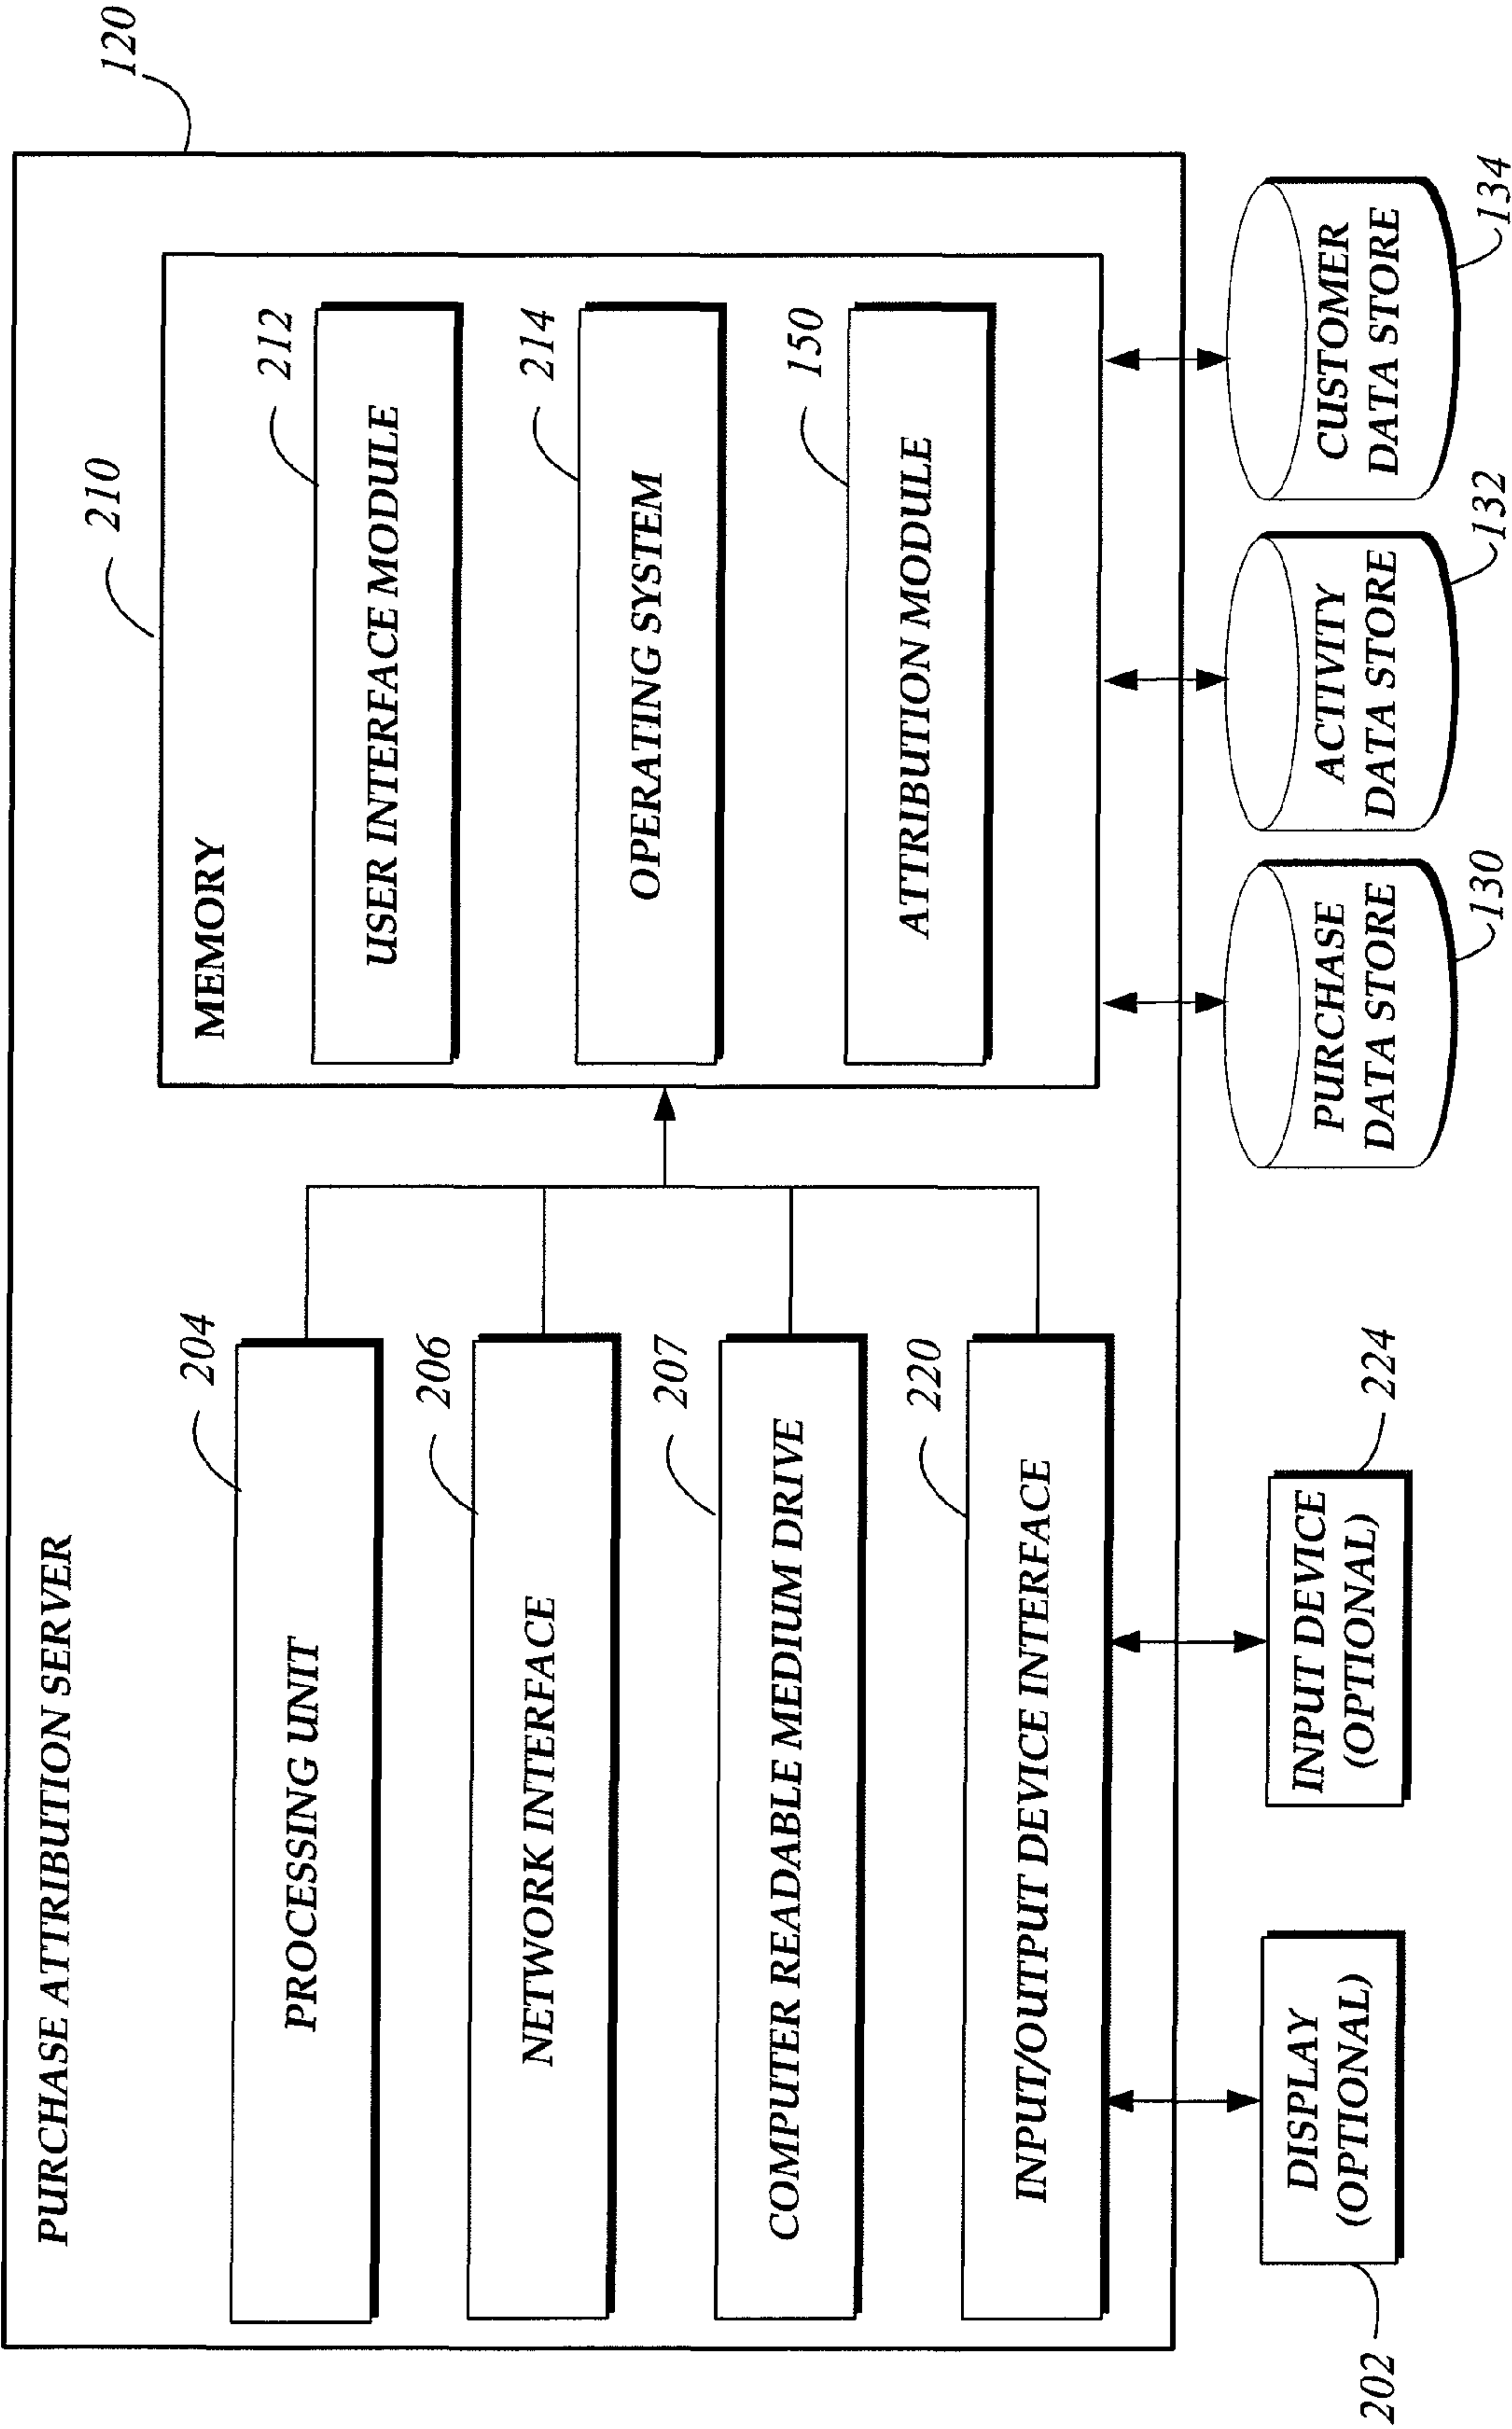 120
PURCHASE ATTRIBUTION SERVER
204
PROCESSING UNIT
206
NETWORK INTERFACE
207
COMPUTER READABLE MEDIUM DRIVE
220
INPUT/OUTPUT DEVICE INTERFACE
210
MEMORY
212
USER INTERFACE MODULE
214
OPERATING SYSTEM
150
ATTRIBUTION MODULE
202
DISPLAY
(OPTIONAL)
224
INPUT DEVICE
(OPTIONAL)
PURCHASE
DATA STORE
130
ACTIVITY
DATA STORE
132
CUSTOMER
DATA STORE
134